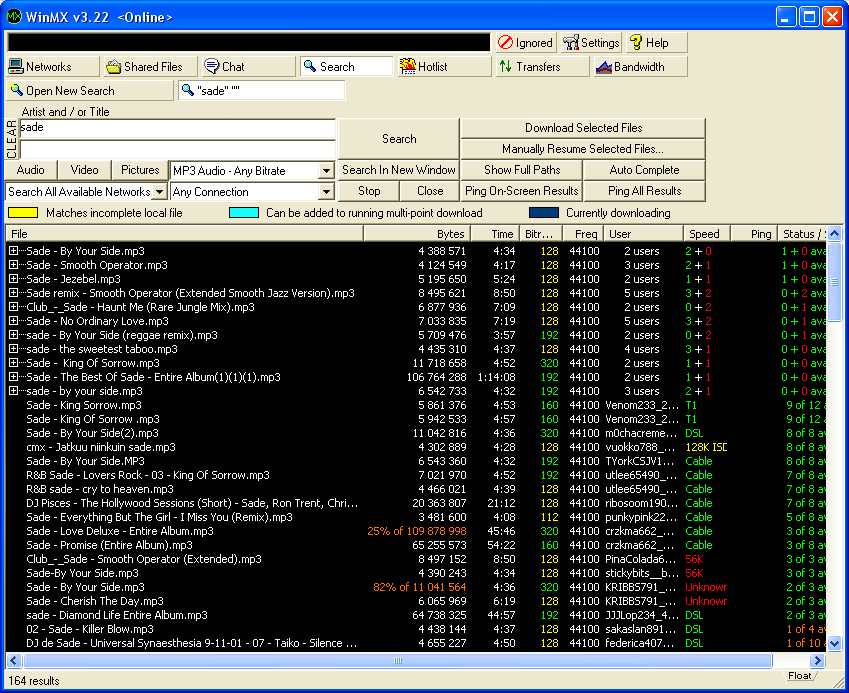 WinMX v3.22 <Online>
Ignored Settings Help
Networks Shared Files Chat Search Hotlist Transfers Bandwidth
Open New Search "sade" ""
Artist and / or Title
CLEAR
sade
Search
Download Selected Files
Manually Resume Selected Files...
Audio Video Pictures MP3 Audio - Any Bitrate Search In New Window Show Full Paths Auto Complete
Search All Available Networks Any Connection Stop Close Ping On-Screen Results Ping All Results
Matches incomplete local file Can be added to running multi-point download Currently downloading
File Bytes Time Bitr... Freq User Speed Ping Status /
Sade - By Your Side.mp3 4 388 571 4:34 128 44100 2 users 2 + 0 1 + 0 ava
Sade - Smooth Operator.mp3 4 124 549 4:17 128 44100 3 users 2 + 1 1 + 0 ava
Sade - Jezebel.mp3 5 195 650 5:24 128 44100 2 users 1 + 1 1 + 0 ava
Sade remix - Smooth Operator (Extended Smooth Jazz Version).mp3 8 495 621 8:50 128 44100 5 users 3 + 2 0 + 2 ava
Club_-_Sade - Haunt Me (Rare Jungle Mix).mp3 6 877 936 7:09 128 44100 2 users 2 + 1 0 + 1 ava
Sade - No Ordinary Love.mp3 7 033 835 7:19 128 44100 5 users 3 + 2 0 + 1 ava
sade - By Your Side (reggae remix).mp3 5 709 476 3:57 192 44100 2 users 2 + 0 0 + 1 ava
sade - the sweetest taboo.mp3 4 435 310 4:37 128 44100 4 users 3 + 1 0 + 0 ava
Sade - King Of Sorrow.mp3 11 718 658 4:52 320 44100 2 users 1 + 1 0 + 0 ava
Sade - The Best Of Sade - Entire Album(1)(1)(1).mp3 106 764 288 1:14:08 192 44100 2 users 1 + 1 0 + 0 ava
sade - by your side.mp3 6 542 733 4:32 192 44100 3 users 2 + 1 0 + 0 ava
Sade - King Sorrow.mp3 5 861 376 4:53 160 44100 Venom233_2... T1 9 of 12 a
Sade - King Of Sorrow .mp3 5 942 533 4:57 160 44100 Venom233_2... T1 9 of 12 a
Sade - By Your Side(2).mp3 11 042 816 4:36 320 44100 m0chacreme... DSL 8 of 8 av
cmx - Jatkuu niinkuin sade.mp3 4 302 889 4:28 128 44100 vuokko788_... 128K ISD 8 of 8 av
Sade - By Your Side.MP3 6 543 360 4:32 192 44100 TYorkCSJV1... Cable 8 of 8 av
R&B Sade - Lovers Rock - 03 - King Of Sorrow.mp3 7 021 970 4:52 192 44100 utlee65490_... Cable 7 of 8 av
R&B sade - cry to heaven.mp3 4 466 021 4:39 128 44100 utlee65490_... Cable 7 of 8 av
DJ Pisces - The Hollywood Sessions (Short) - Sade, Ron Trent, Chri... 20 363 807 21:12 128 44100 ribosoom190... Cable 7 of 8 av
Sade - Everything But The Girl - I Miss You (Remix).mp3 3 481 600 4:08 112 44100 punkypink22... Cable 5 of 8 av
Sade - Love Deluxe - Entire Album.mp3 25% of 109 878 998 45:46 320 44100 crzkma662_... Cable 3 of 8 av
Sade - Promise (Entire Album).mp3 65 255 573 54:22 160 44100 crzkma662_... Cable 3 of 8 av
Club_-_Sade - Smooth Operator (Extended).mp3 8 497 152 8:50 128 44100 PinaColada6... 56K 3 of 3 av
Sade-By Your Side.mp3 4 390 243 4:34 128 44100 stickybits__b... 56K 3 of 3 av
Sade - By Your Side.mp3 82% of 11 041 564 4:36 320 44100 KRIBBS791_... Unknowr 2 of 3 av
Sade - Cherish The Day.mp3 6 065 969 6:19 128 44100 KRIBBS791_... Unknowr 2 of 3 av
sade - Diamond Life Entire Album.mp3 64 738 325 44:57 192 44100 JJJLop234_4... DSL 2 of 3 av
02 - Sade - Killer Blow.mp3 4 438 144 4:37 128 44100 sakaslan891... DSL 1 of 4 av
DJ de Sade - Universal Synaesthesia 9-11-01 - 07 - Taiko - Silence ... 4 655 227 4:50 128 44100 federica407... DSL 1 of 10 a
164 results Float